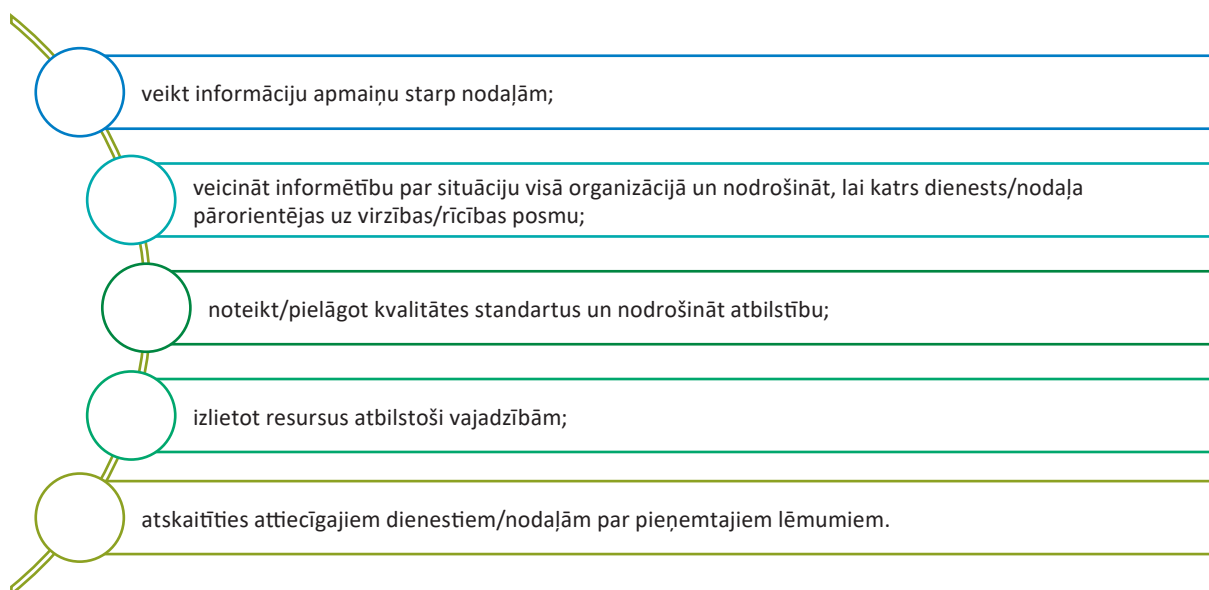 veikt informāciju apmaiņu starp nodaļām;
veicināt informētību par situāciju visā organizācijā un nodrošināt, lai katrs dienests/nodaļa
pārorientējas uz virzības/rīcības posmu;
noteikt/pielāgot kvalitātes standartus un nodrošināt atbilstību;
izlietot resursus atbilstoši vajadzībām;
atskaitīties attiecīgajiem dienestiem/nodaļām par pieņemtajiem lēmumiem.